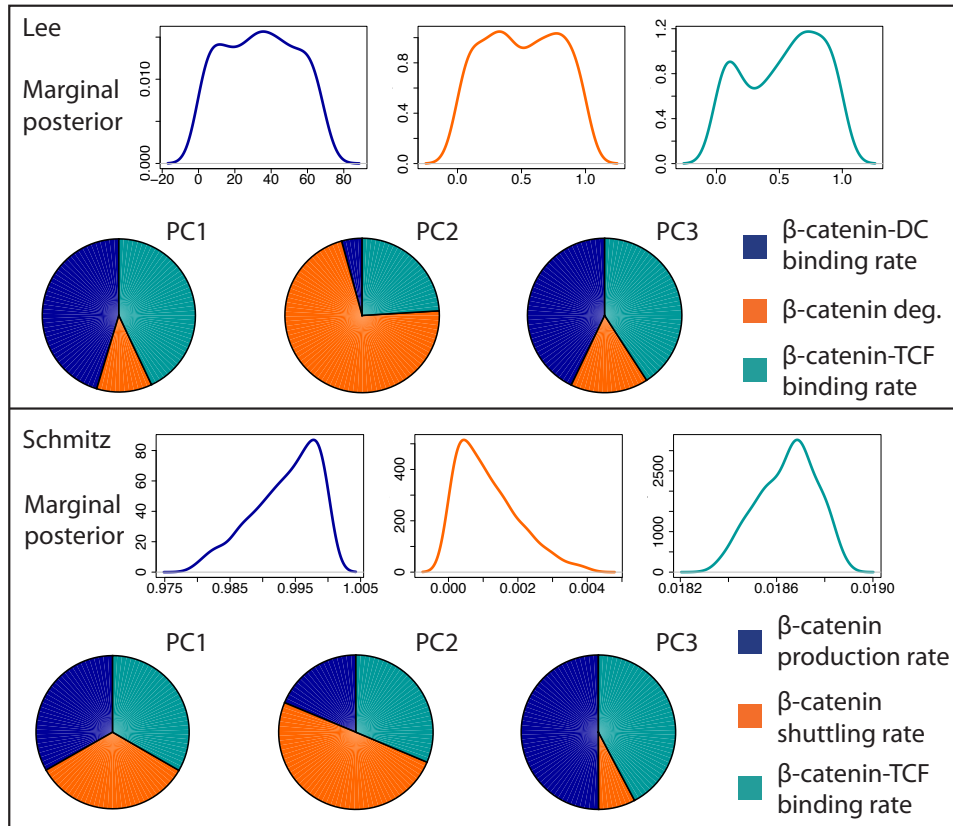 Lee
Marginal
posterior
0.000
0.010
−20 0 20 40 60 80
0.0
0.4
0.8
0.0 0.5 1.0
0.0
0.4
0.8
1.2
0.0 0.5 1.0
PC1
PC2
PC3
β-catenin-DC
binding rate
β-catenin deg.
β-catenin-TCF
binding rate
Schmitz
Marginal
posterior
0
20
40
60
80
0.975 0.985 0.995 1.005
0
200
400
0.000 0.002 0.004
0
1000
2500
0.0182 0.0186 0.0190
PC1
PC2
PC3
β-catenin
production rate
β-catenin
shuttling rate
β-catenin-TCF
binding rate